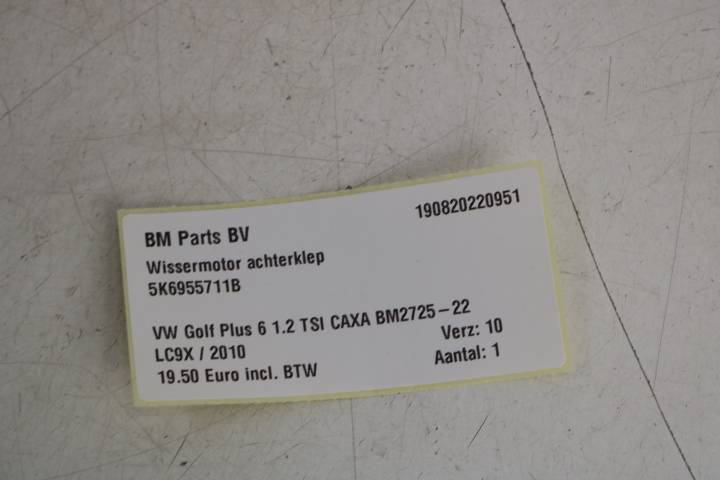 190820220951
BM Parts BV
Wissermotor achterklep
5K6955711B
VW Golf Plus 6 1.2 TSI CAXA BM2725-22
LC9X / 2010 Verz: 10
19.50 Euro incl. BTW Aantal: 1